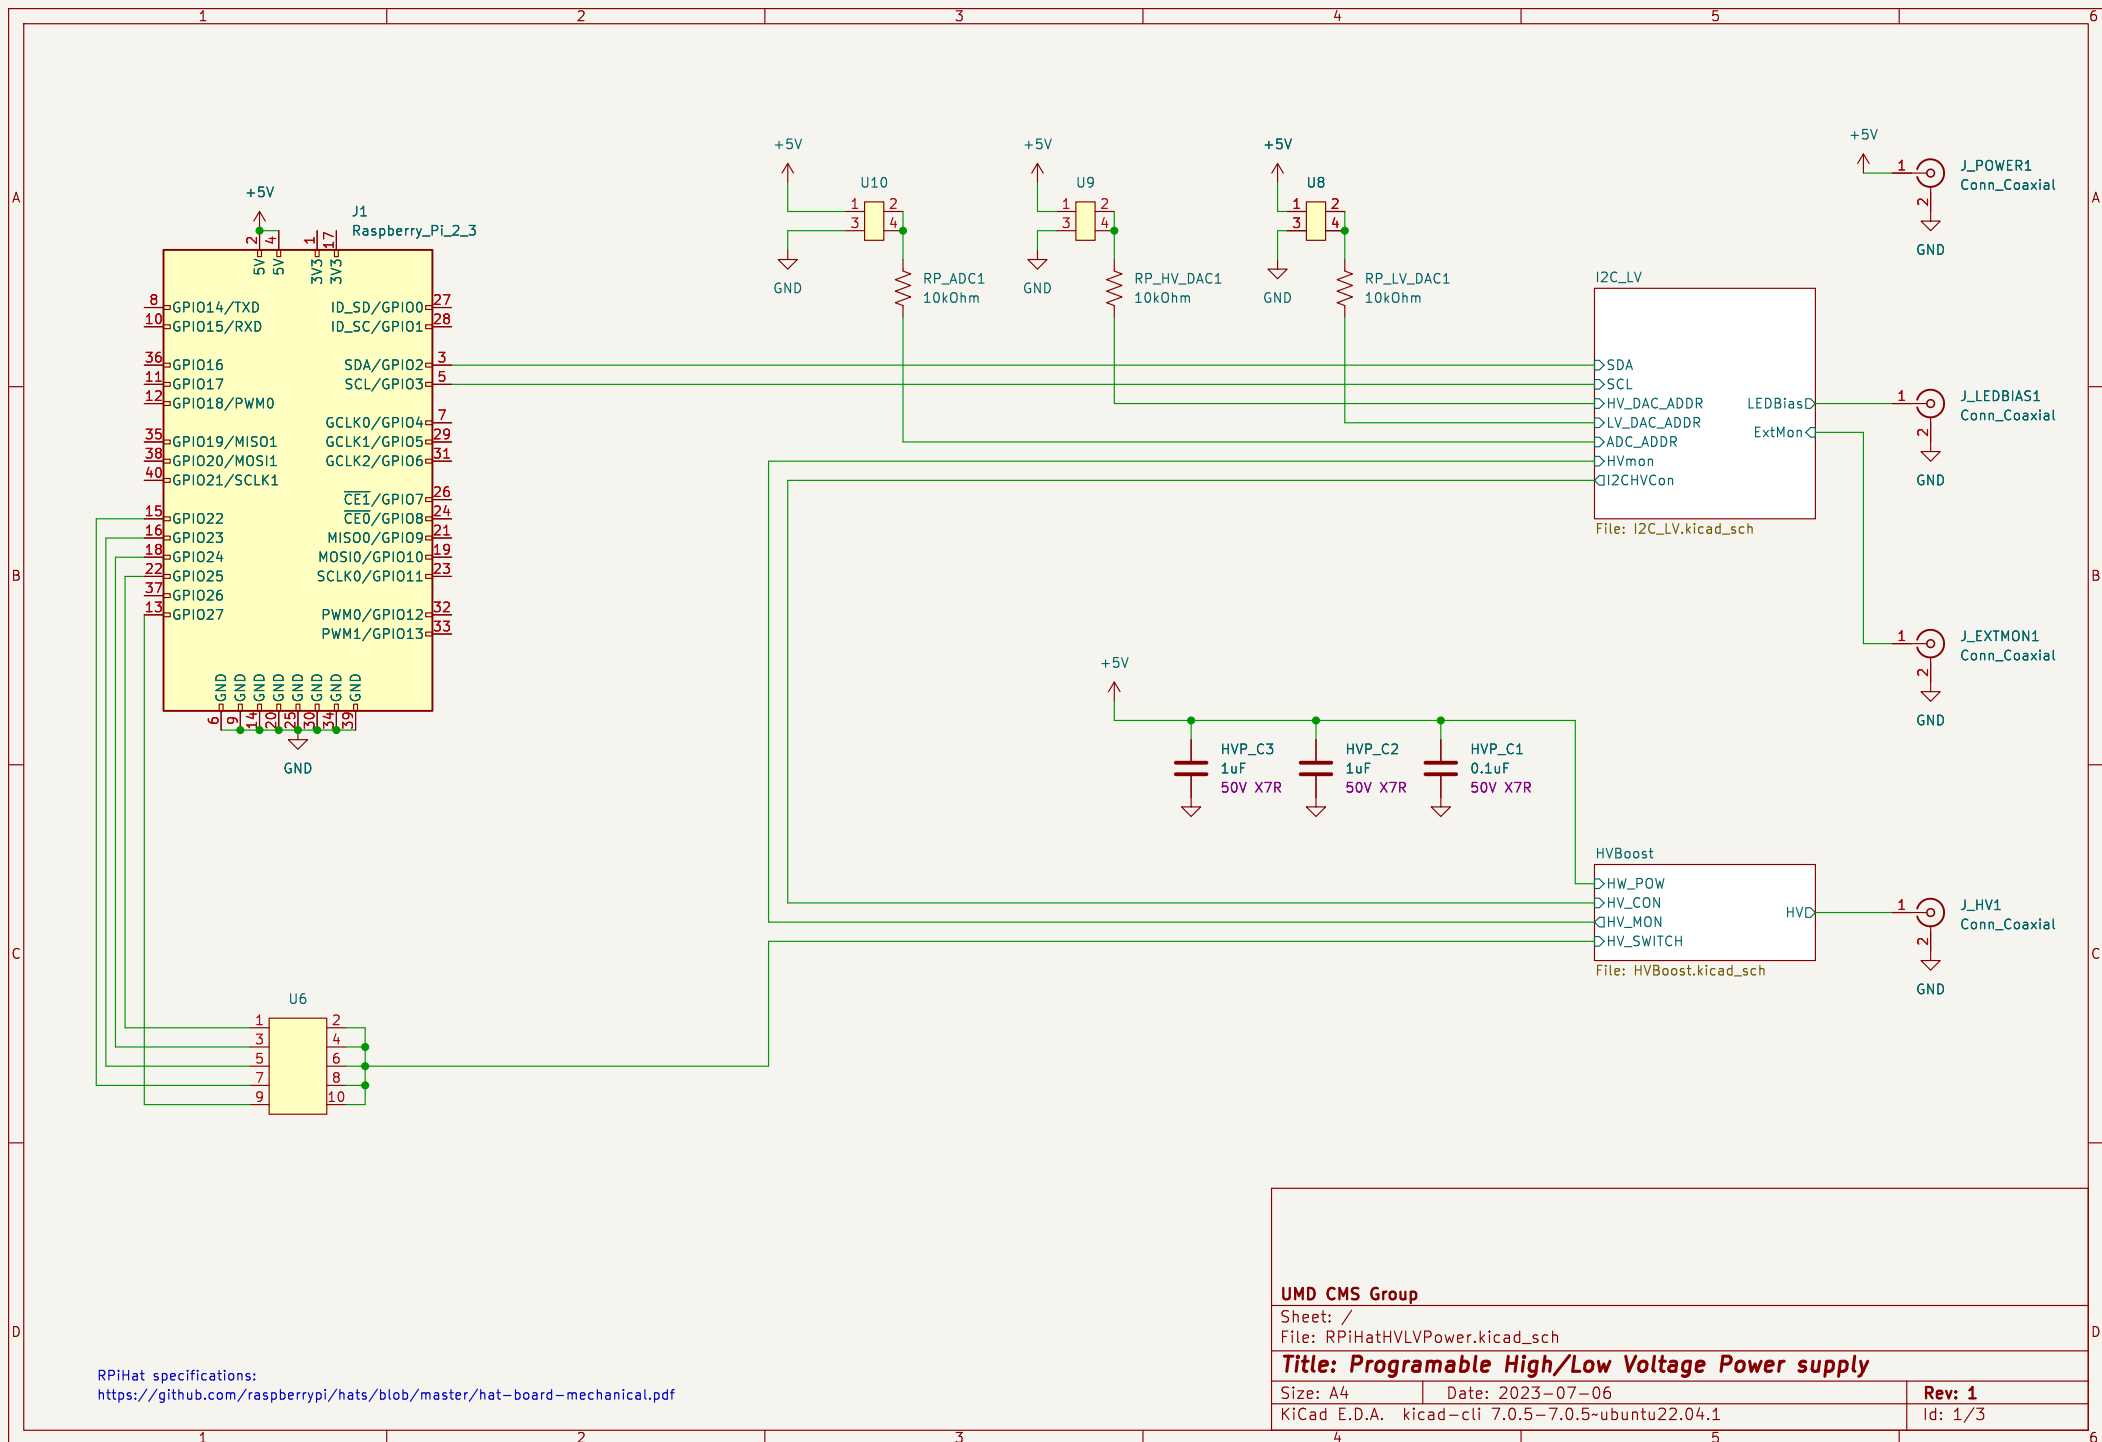 1 2 3 4 5 6
A
B
C
D
A
B
C
D
+5V
J1
Raspberry_Pi_2_3
2 4 1 17
5V 5V 3V3 3V3
8 GPIO14/TXD ID_SD/GPIO0 27
10 GPIO15/RXD ID_SC/GPIO1 28
36 GPIO16 SDA/GPIO2 3
11 GPIO17 SCL/GPIO3 5
12 GPIO18/PWM0
GCLK0/GPIO4 7
35 GPIO19/MISO1 GCLK1/GPIO5 29
38 GPIO20/MOSI1 GCLK2/GPIO6 31
40 GPIO21/SCLK1
CE1/GPIO7 26
15 GPIO22 CE0/GPIO8 24
16 GPIO23 MISO0/GPIO9 21
18 GPIO24 MOSI0/GPIO10 19
22 GPIO25 SCLK0/GPIO11 23
37 GPIO26
13 GPIO27 PWM0/GPIO12 32
PWM1/GPIO13 33
GND GND GND GND GND GND GND GND
6 9 14 20 25 30 34 39
GND
+5V
U10
1 2
3 4
GND
RP_ADC1
10kOhm
+5V
U9
1 2
3 4
GND
RP_HV_DAC1
10kOhm
+5V
U8
1 2
3 4
GND
RP_LV_DAC1
10kOhm
I2C_LV
SDA
SCL
HV_DAC_ADDR
LV_DAC_ADDR
ADC_ADDR
HVmon
I2CHVCon
LEDBias
ExtMon
File: I2C_LV.kicad_sch
+5V
1
2
J_POWER1
Conn_Coaxial
GND
1
2
J_LEDBIAS1
Conn_Coaxial
GND
1
2
J_EXTMON1
Conn_Coaxial
GND
+5V
HVP_C3
1uF
50V X7R
HVP_C2
1uF
50V X7R
HVP_C1
0.1uF
50V X7R
HVBoost
HW_POW
HV_CON
HV_MON
HV_SWITCH
HV
File: HVBoost.kicad_sch
1
2
J_HV1
Conn_Coaxial
GND
U6
1 2
3 4
5 6
7 8
9 10
RPiHat specifications:
https://github.com/raspberrypi/hats/blob/master/hat-board-mechanical.pdf
UMD CMS Group
Sheet: /
File: RPiHatHVLVPower.kicad_sch
Title: Programable High/Low Voltage Power supply
Size: A4 Date: 2023-07-06 Rev: 1
KiCad E.D.A. kicad-cli 7.0.5-7.0.5~ubuntu22.04.1 Id: 1/3
1 2 3 4 5 6